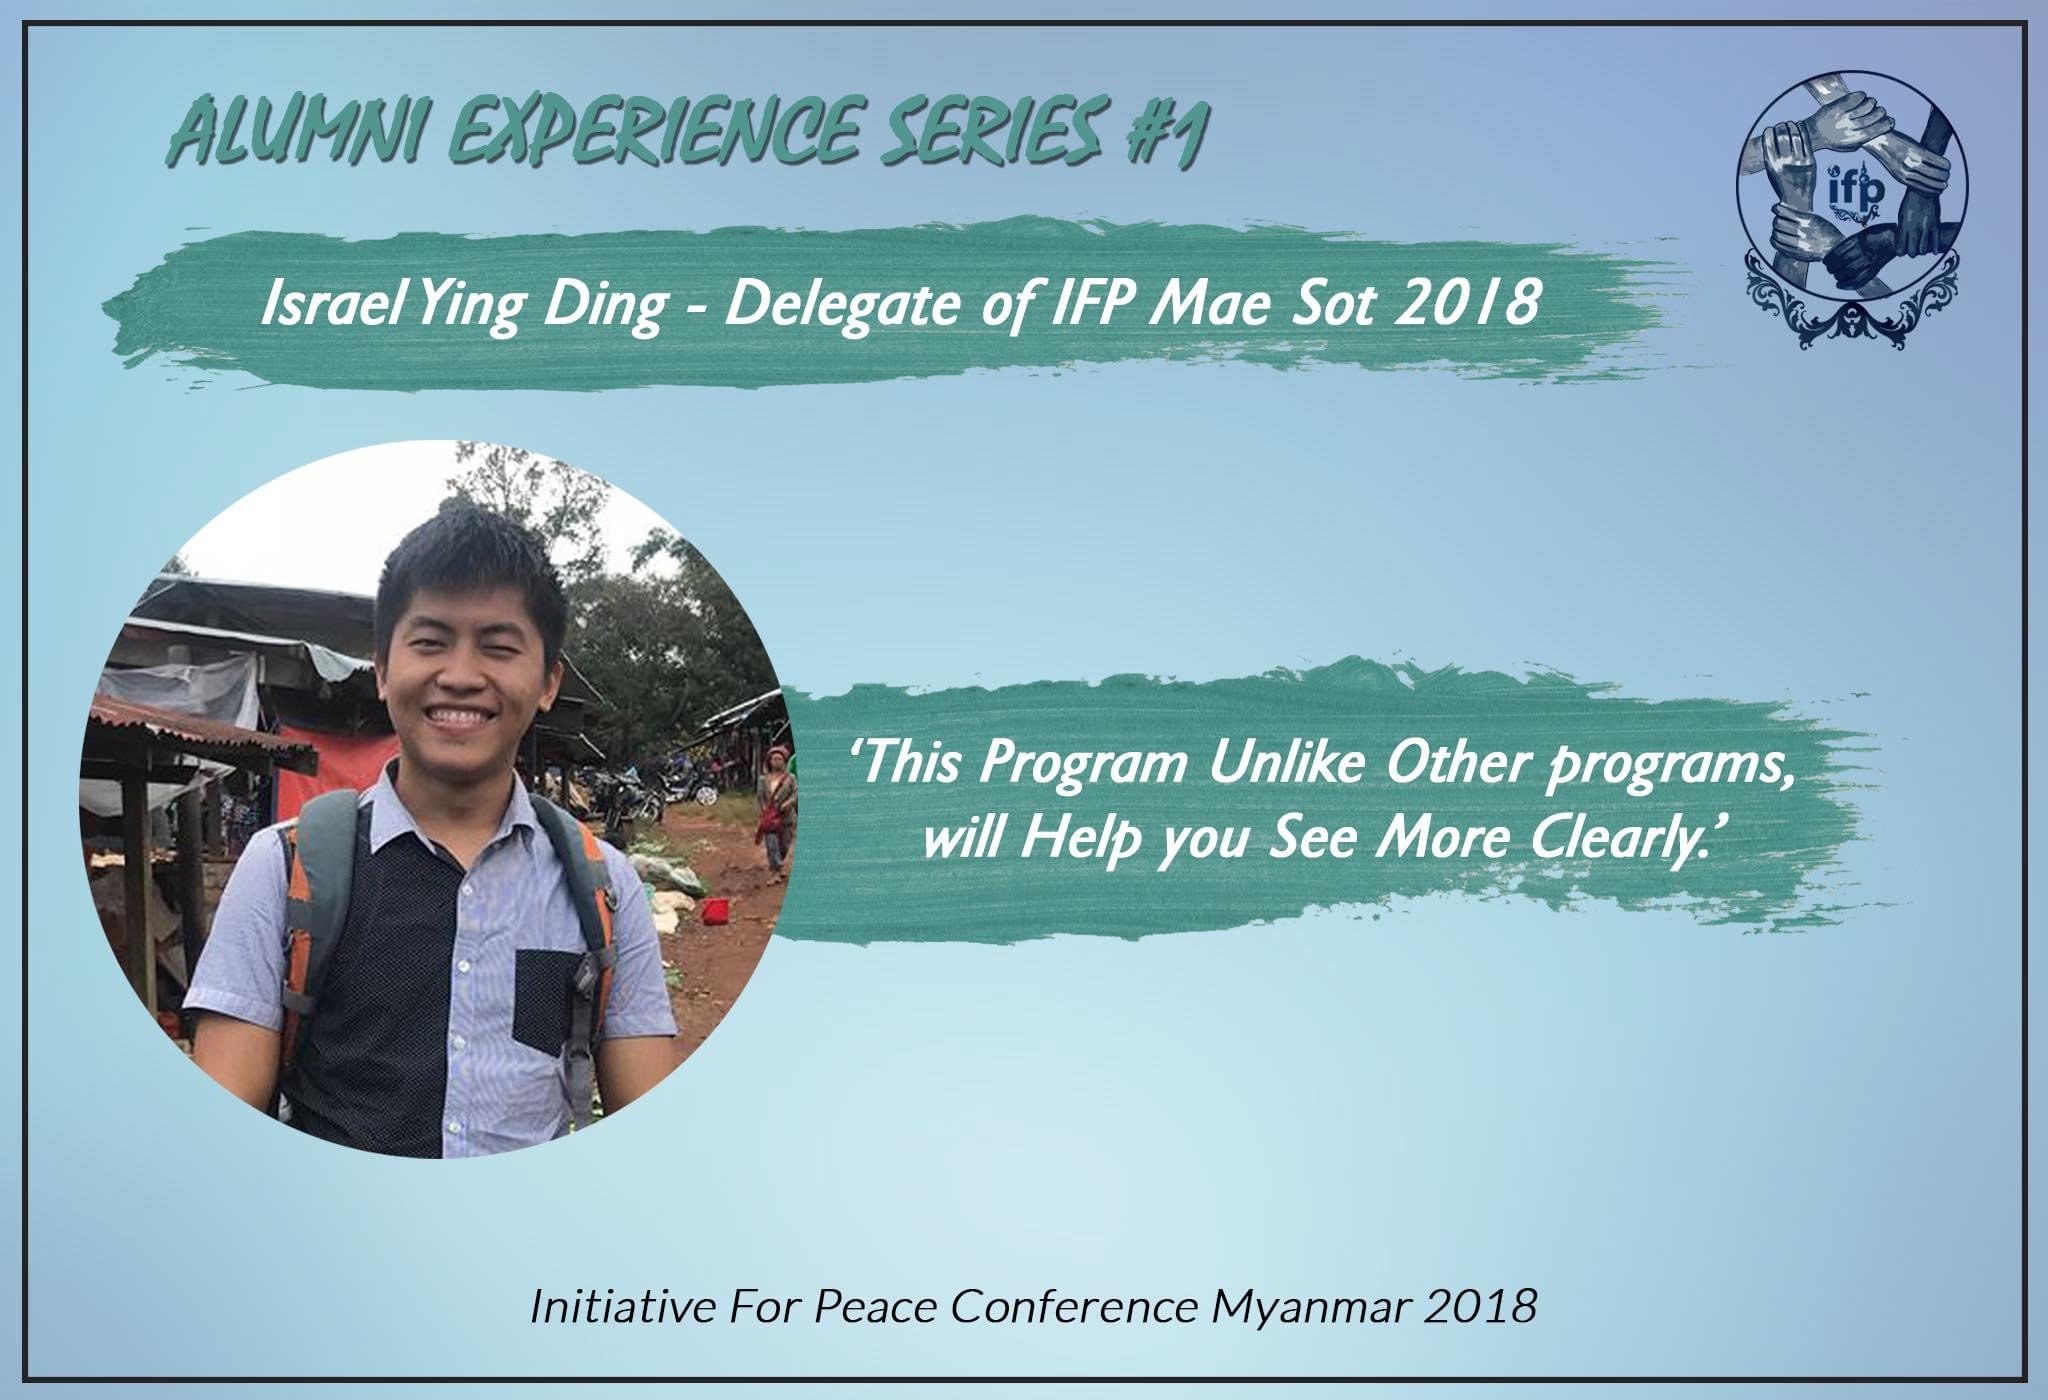 ALUMNI EXPERIENCE SERIES #1
ifp
Israel Ying Ding - Delegate of IFP Mae Sot 2018
‘This Program Unlike Other programs,
will Help you See More Clearly.’
Initiative For Peace Conference Myanmar 2018